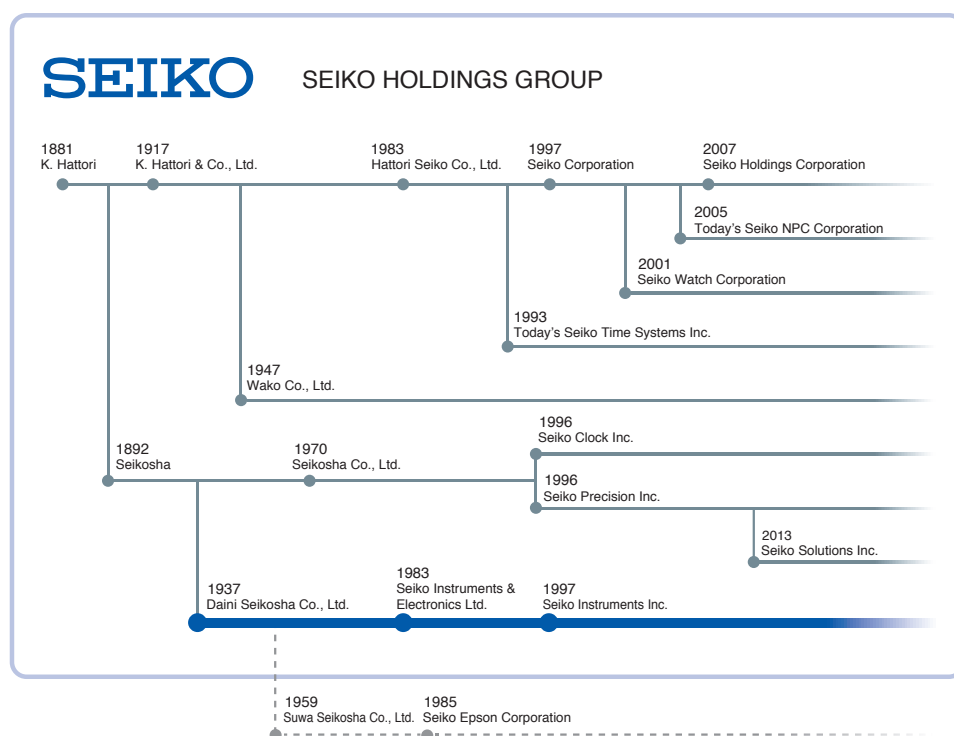 SEIKO
SEIKO HOLDINGS GROUP
1881
K. Hattori
1917
K. Hattori & Co., Ltd.
1983
Hattori Seiko Co., Ltd.
1997
Seiko Corporation
2007
Seiko Holdings Corporation
2005
Today's Seiko NPC Corporation
2001
Seiko Watch Corporation
1993
Today's Seiko Time Systems Inc.
1947
Wako Co., Ltd.
1892
Seikosha
1970
Seikosha Co., Ltd.
1996
Seiko Clock Inc.
1996
Seiko Precision Inc.
2013
Seiko Solutions Inc.
1937
Daini Seikosha Co., Ltd.
1983
Seiko Instruments &
Electronics Ltd.
1997
Seiko Instruments Inc.
1959
Suwa Seikosha Co., Ltd.
1985
Seiko Epson Corporation